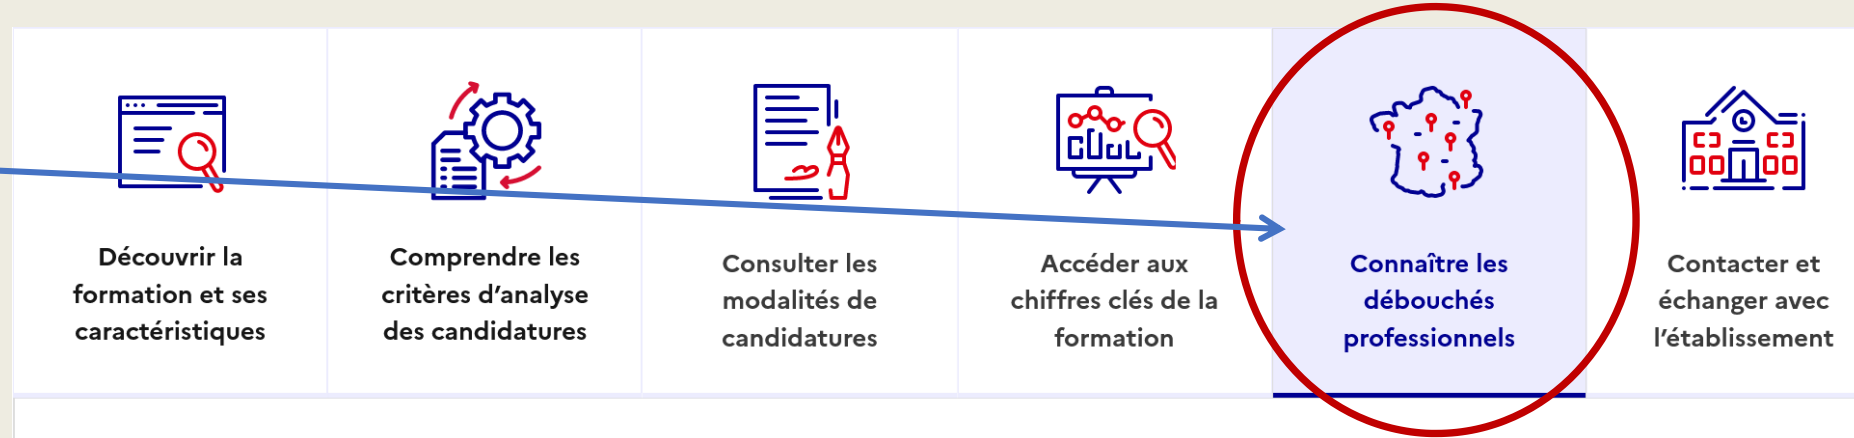 Découvrir la
formation et ses
caractéristiques
Comprendre les
critères d’analyse
des candidatures
Consulter les
modalités de
candidatures
Accéder aux
chiffres clés de la
formation
Connaître les
débouchés
professionnels
Contacter et
échanger avec
l’établissement